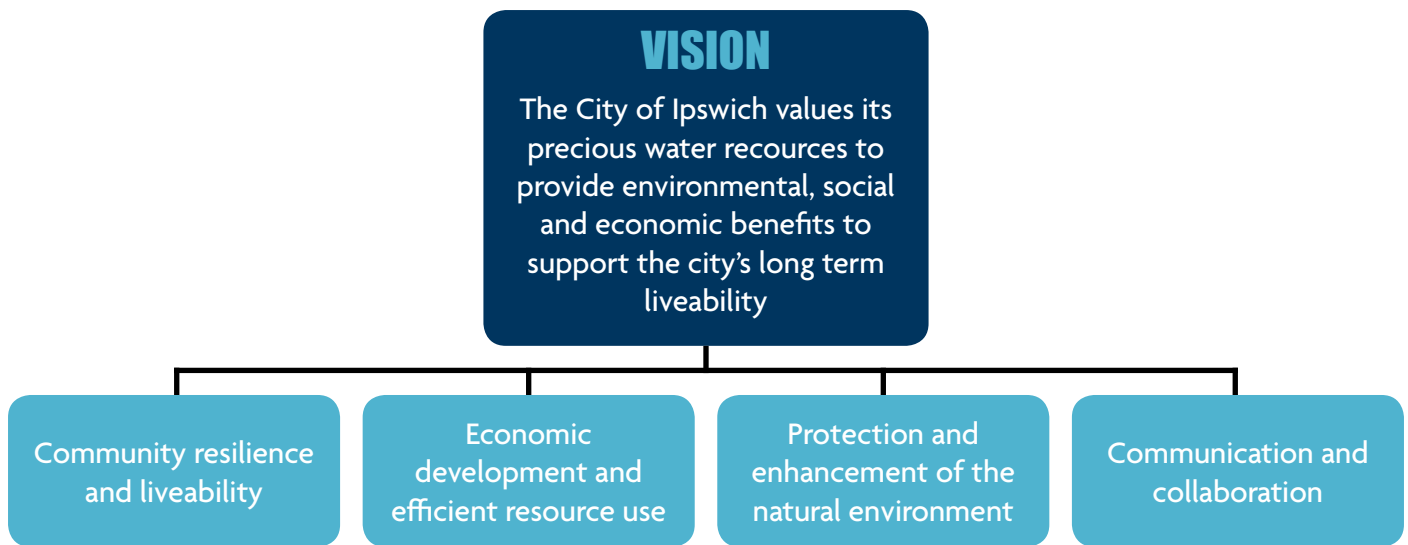 VISION
The City of Ipswich values its
precious water recources to
provide environmental, social
and economic benefits to
support the city’s long term
liveability
Community resilience
and liveability
Economic
development and
efficient resource use
Protection and
enhancement of the
natural environment
Communication and
collaboration